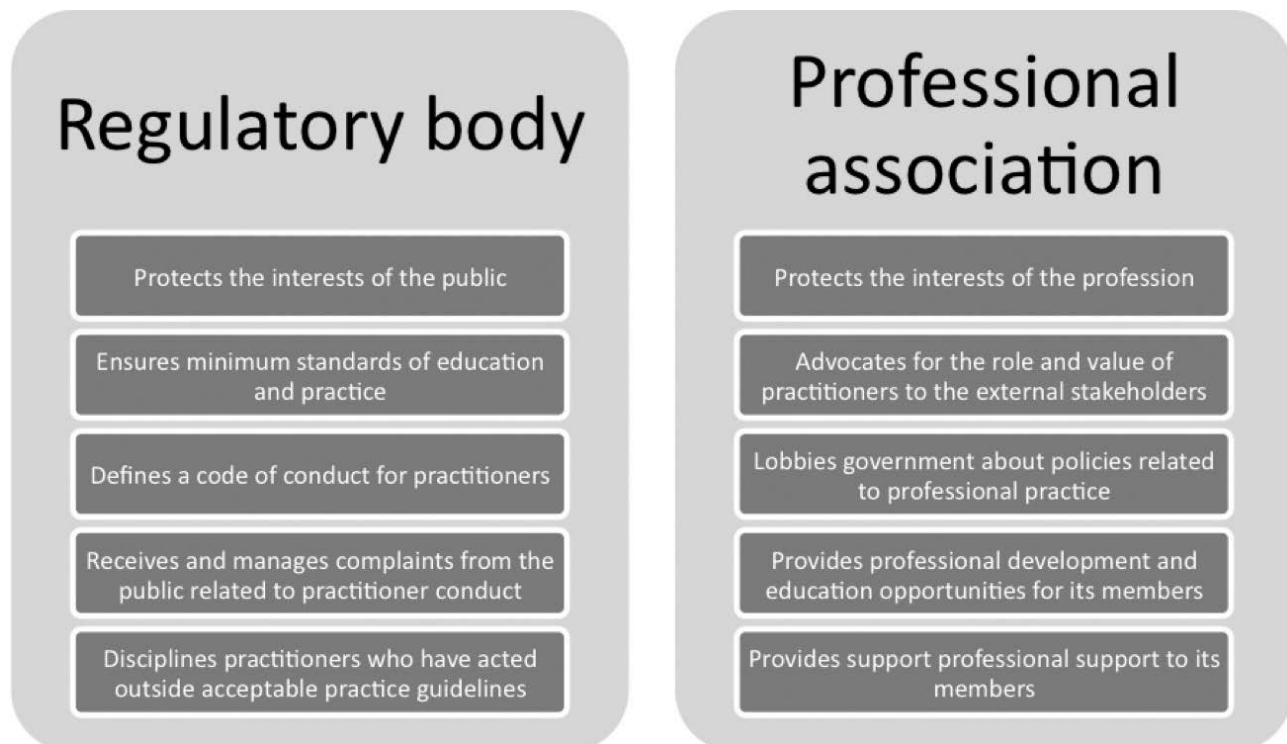 Regulatory body
Protects the interests of the public
Ensures minimum standards of education
and practice
Defines a code of conduct for practitioners
Receives and manages complaints from the
public related to practitioner conduct
Disciplines practitioners who have acted
outside acceptable practice guidelines
Professional
association
Protects the interests of the profession
Advocates for the role and value of
practitioners to the external stakeholders
Lobbies government about policies related
to professional practice
Provides professional development and
education opportunities for its members
Provides support professional support to its
members